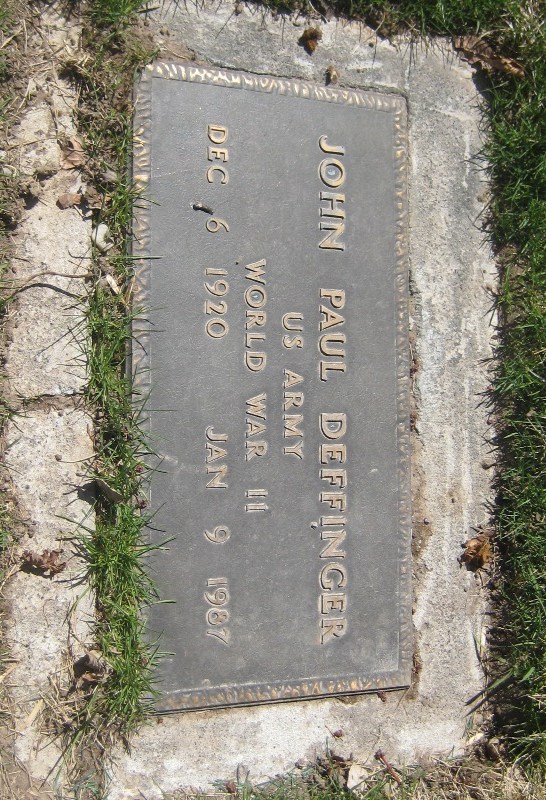 JOHN PAUL DEFFINGER
US ARMY
WORLD WAR II
DEC 6 1920 JAN 9 1987